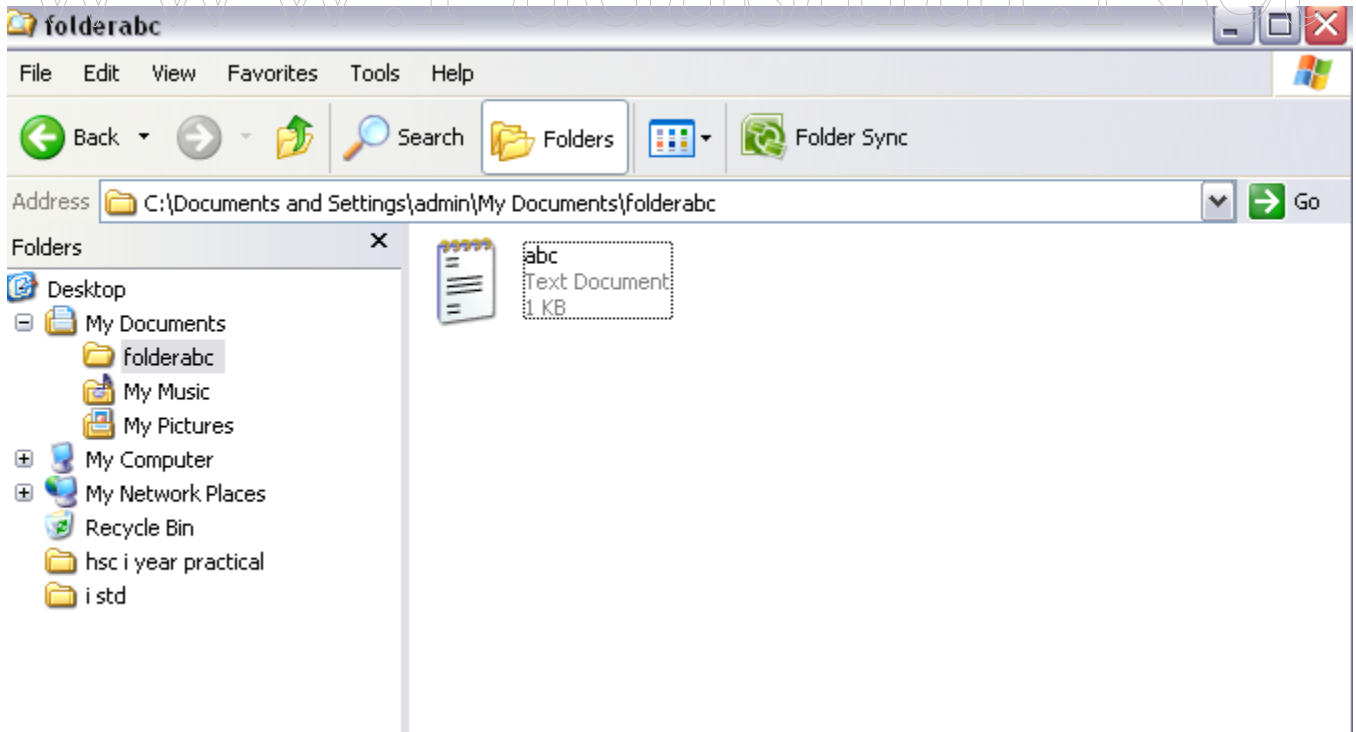 folderabc
File Edit View Favorites Tools Help
Back Search Folders Folder Sync
Address C:\Documents and Settings\admin\My Documents\folderabc Go
Folders
Desktop
My Documents
folderabc
My Music
My Pictures
My Computer
My Network Places
Recycle Bin
hsc i year practical
i std
abc
Text Document
1 KB